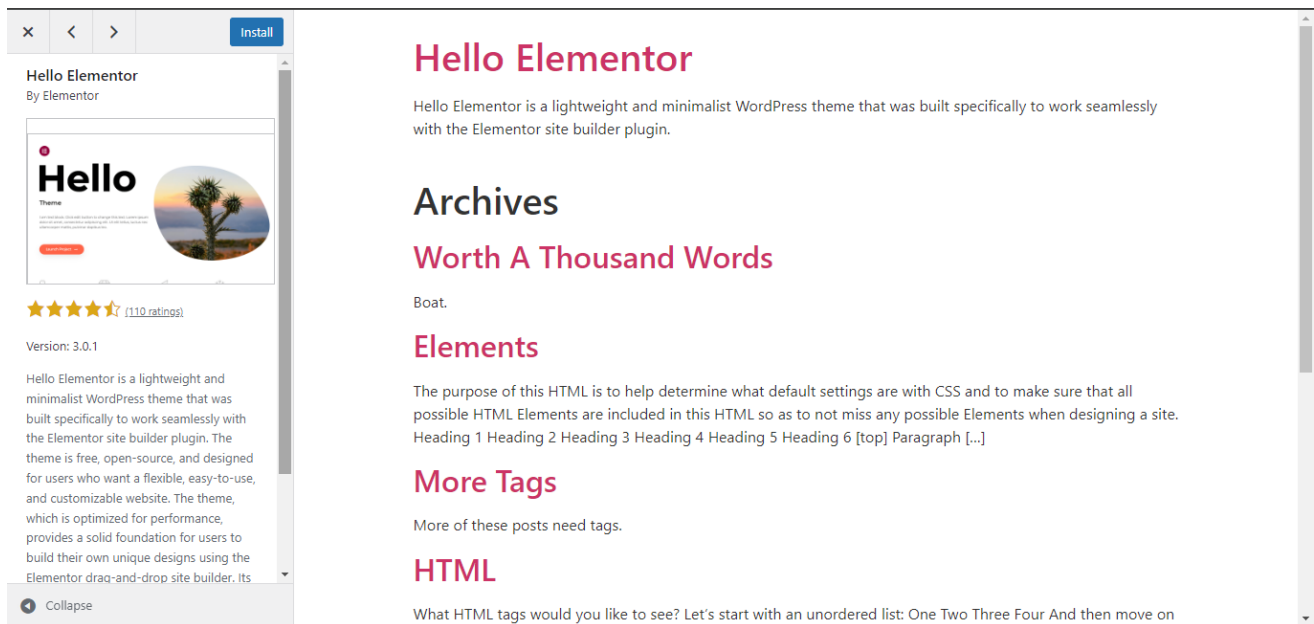 Install
Hello Elementor
By Elementor
Hello
Theme
(110 ratings)
Version: 3.0.1
Hello Elementor is a lightweight and
minimalist WordPress theme that was
built specifically to work seamlessly with
the Elementor site builder plugin. The
theme is free, open-source, and designed
for users who want a flexible, easy-to-use,
and customizable website. The theme,
which is optimized for performance,
provides a solid foundation for users to
build their own unique designs using the
Elementor drag-and-drop site builder. Its
Collapse
Hello Elementor
Hello Elementor is a lightweight and minimalist WordPress theme that was built specifically to work seamlessly
with the Elementor site builder plugin.
Archives
Worth A Thousand Words
Boat.
Elements
The purpose of this HTML is to help determine what default settings are with CSS and to make sure that all
possible HTML Elements are included in this HTML so as to not miss any possible Elements when designing a site.
Heading 1 Heading 2 Heading 3 Heading 4 Heading 5 Heading 6 [top] Paragraph […]
More Tags
More of these posts need tags.
HTML
What HTML tags would you like to see? Let’s start with an unordered list: One Two Three Four And then move on